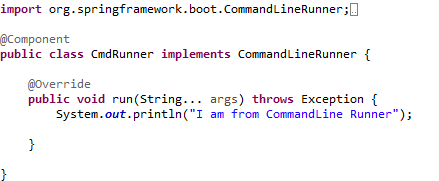 import org.springframework.boot.CommandLineRunner;
@Component
public class CmdRunner implements CommandLineRunner {
@Override
public void run(String... args) throws Exception {
System.out.println("I am from CommandLine Runner");
}
}